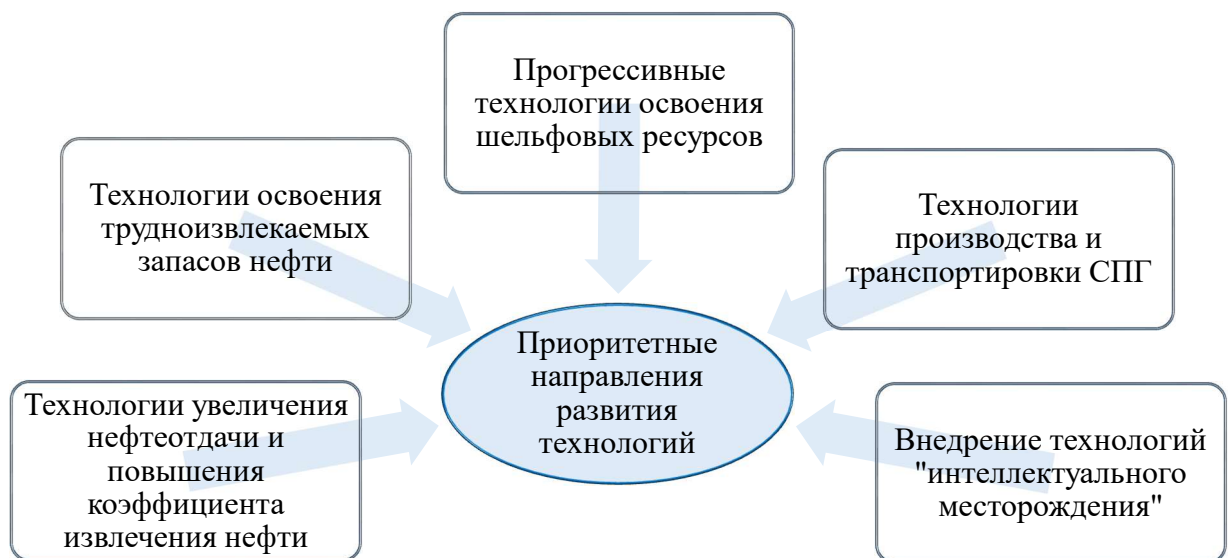 Прогрессивные
технологии освоения
шельфовых ресурсов
Технологии освоения
трудноизвлекаемых
запасов нефти
Технологии
производства и
транспортировки СПГ
Приоритетные
направления
развития
технологий
Технологии увеличения
нефтеотдачи и
повышения
коэффициента
извлечения нефти
Внедрение технологий
"интеллектуального
месторождения"